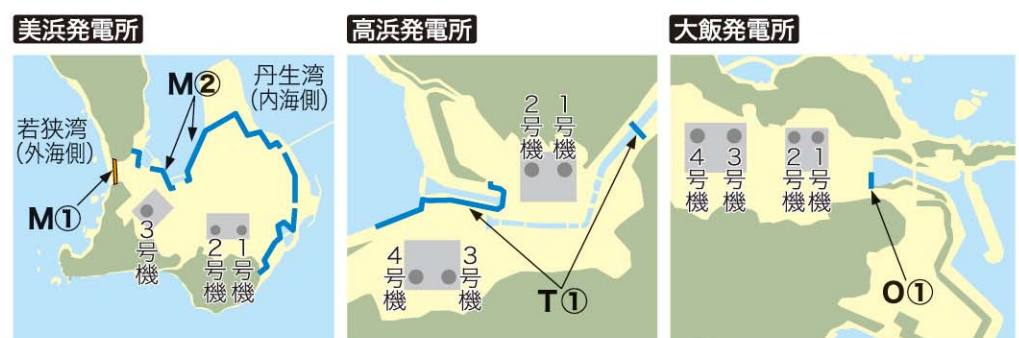 美浜発電所
M②
丹生湾
(内海側)
若狭湾
(外海側)
M①
3号機
2号機
1号機
高浜発電所
2号機
1号機
4号機
3号機
T①
大飯発電所
4号機
3号機
2号機
1号機
O①